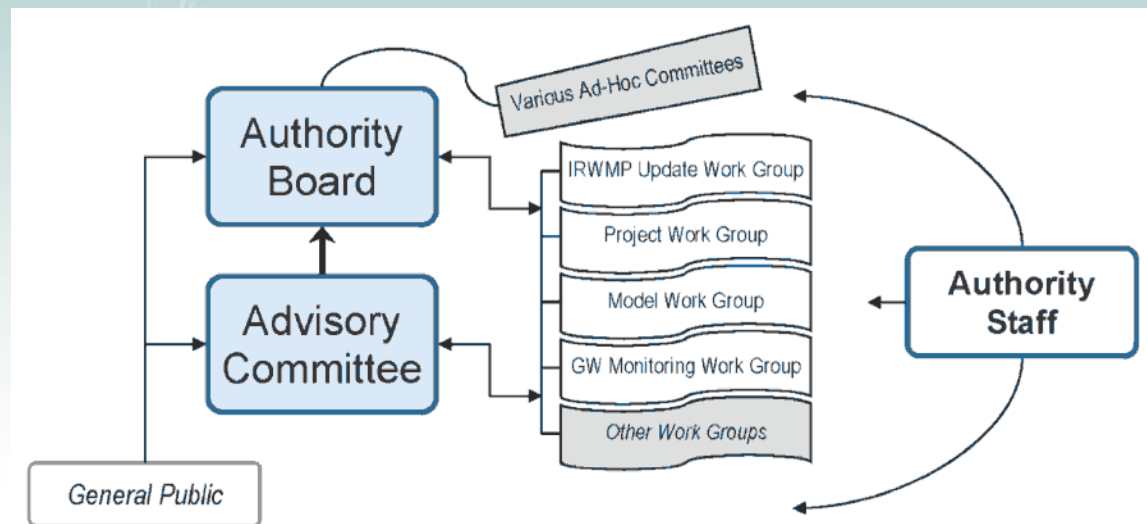 Various Ad-Hoc Committees
Authority
Board
IRWMP Update Work Group
Project Work Group
Model Work Group
GW Monitoring Work Group
Other Work Groups
Advisory
Committee
Authority
Staff
General Public